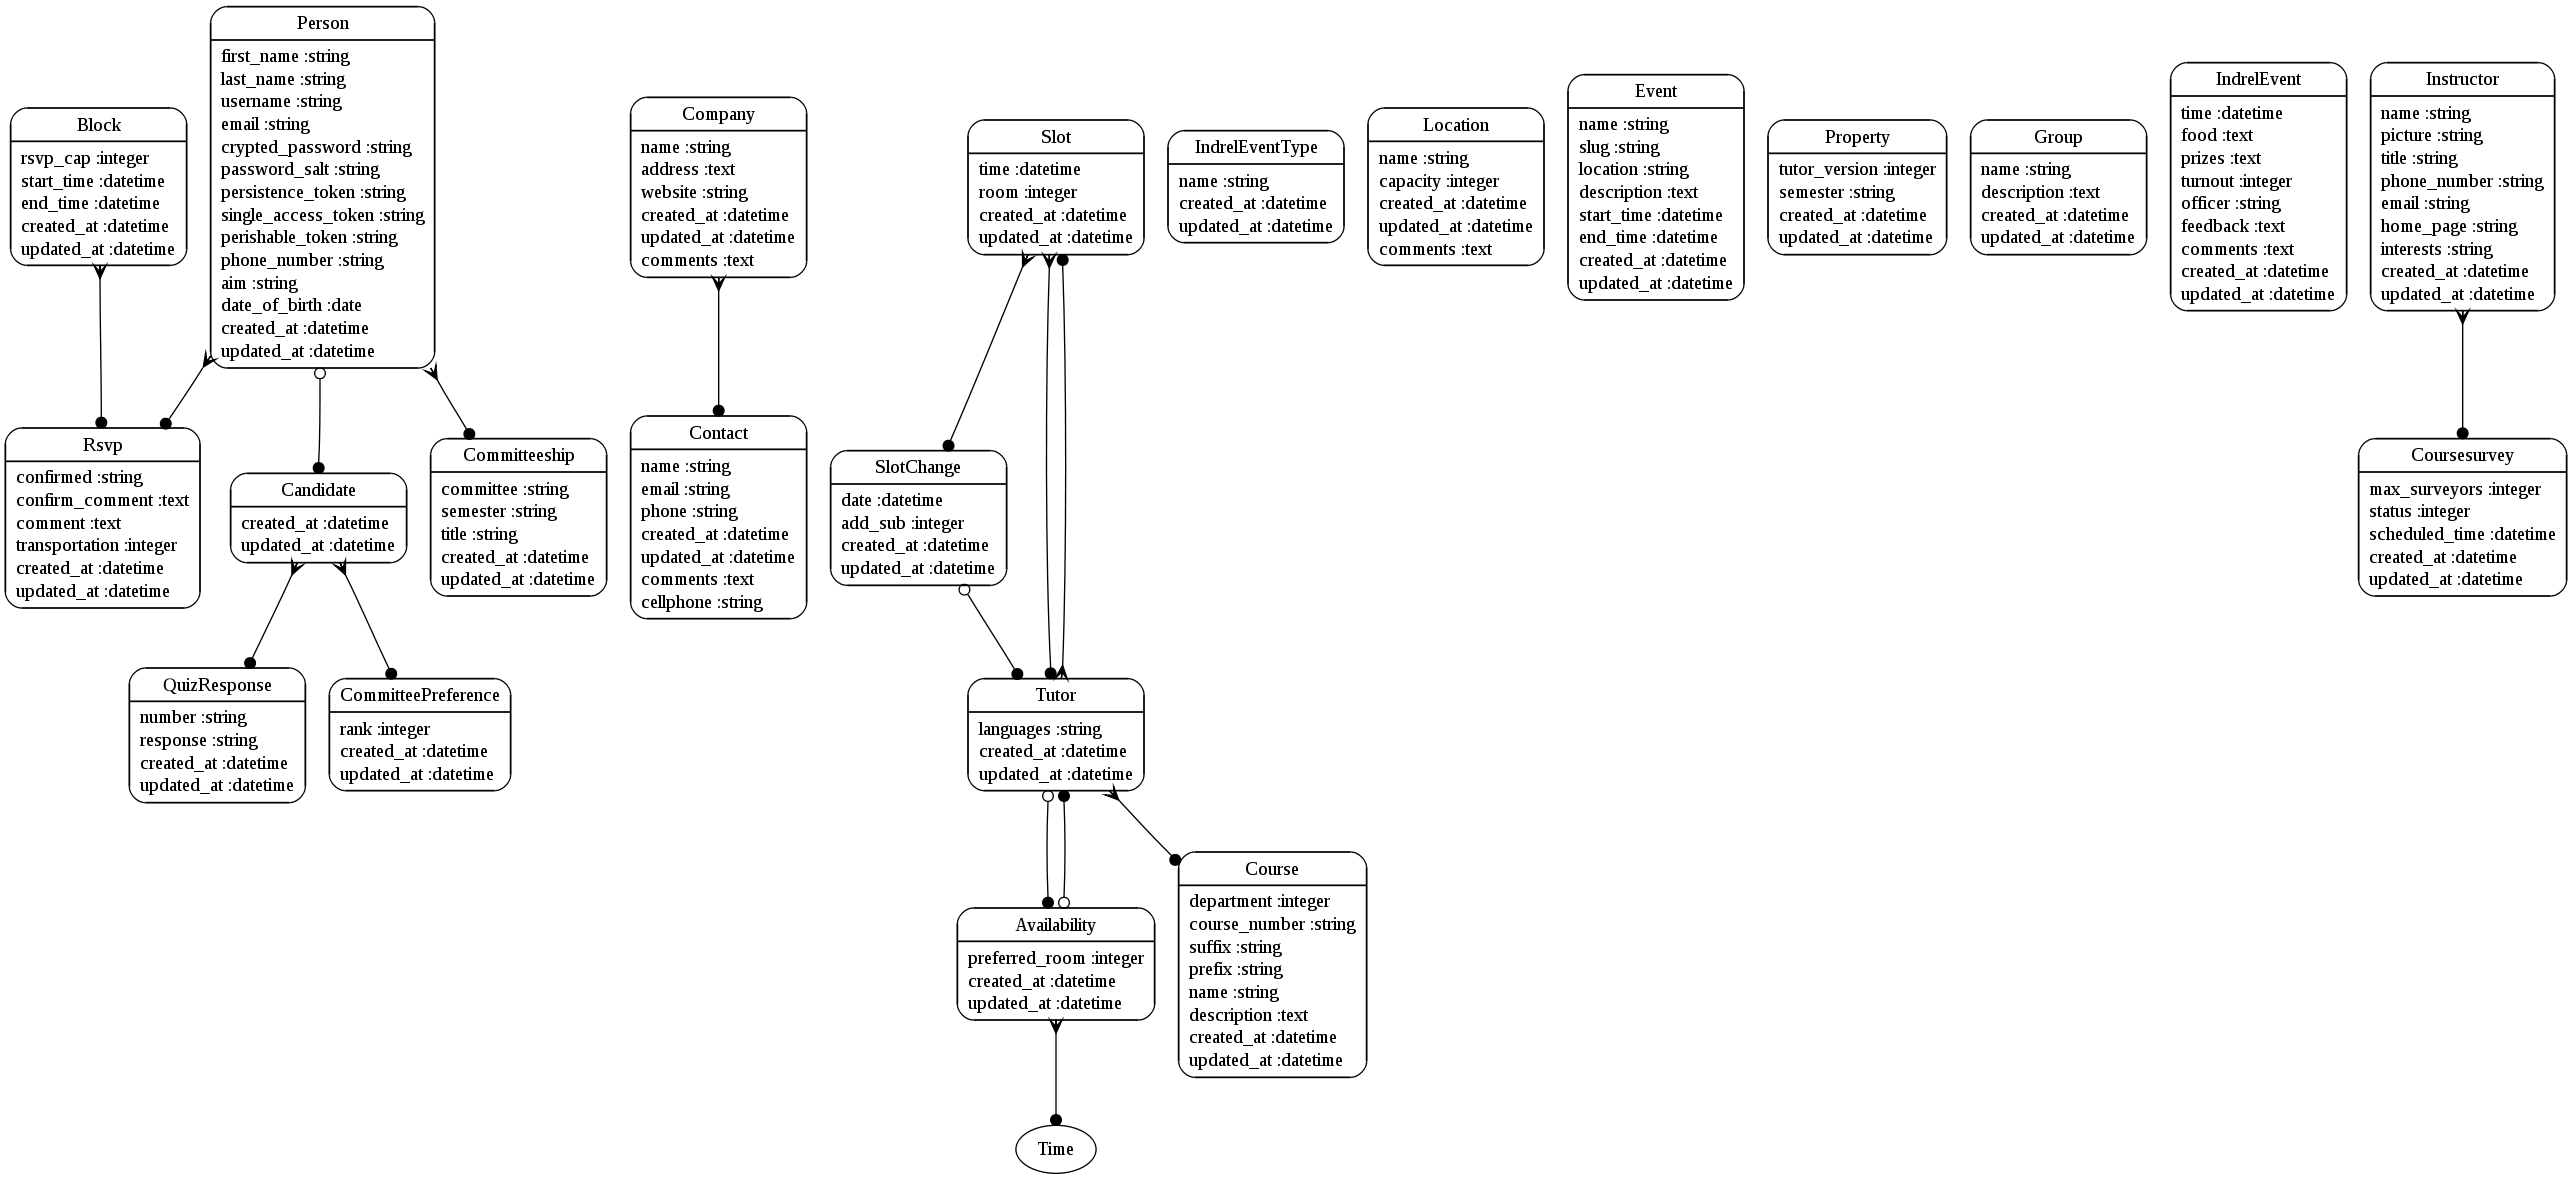 Person
first_name :string
last_name :string
username :string
email :string
crypted_password :string
password_salt :string
persistence_token :string
single_access_token :string
perishable_token :string
phone_number :string
aim :string
date_of_birth :date
created_at :datetime
updated_at :datetime
Block
rsvp_cap :integer
start_time :datetime
end_time :datetime
created_at :datetime
updated_at :datetime
Company
name :string
address :text
website :string
created_at :datetime
updated_at :datetime
comments :text
Slot
time :datetime
room :integer
created_at :datetime
updated_at :datetime
IndrelEventType
name :string
created_at :datetime
updated_at :datetime
Location
name :string
capacity :integer
created_at :datetime
updated_at :datetime
comments :text
Event
name :string
slug :string
location :string
description :text
start_time :datetime
end_time :datetime
created_at :datetime
updated_at :datetime
Property
tutor_version :integer
semester :string
created_at :datetime
updated_at :datetime
Group
name :string
description :text
created_at :datetime
updated_at :datetime
IndrelEvent
time :datetime
food :text
prizes :text
turnout :integer
officer :string
feedback :text
comments :text
created_at :datetime
updated_at :datetime
Instructor
name :string
picture :string
title :string
phone_number :string
email :string
home_page :string
interests :string
created_at :datetime
updated_at :datetime
Rsvp
confirmed :string
confirm_comment :text
comment :text
transportation :integer
created_at :datetime
updated_at :datetime
Candidate
created_at :datetime
updated_at :datetime
Committeeship
committee :string
semester :string
title :string
created_at :datetime
updated_at :datetime
Contact
name :string
email :string
phone :string
created_at :datetime
updated_at :datetime
comments :text
cellphone :string
SlotChange
date :datetime
add_sub :integer
created_at :datetime
updated_at :datetime
Coursesurvey
max_surveyors :integer
status :integer
scheduled_time :datetime
created_at :datetime
updated_at :datetime
QuizResponse
number :string
response :string
created_at :datetime
updated_at :datetime
CommitteePreference
rank :integer
created_at :datetime
updated_at :datetime
Tutor
languages :string
created_at :datetime
updated_at :datetime
Availability
preferred_room :integer
created_at :datetime
updated_at :datetime
Course
department :integer
course_number :string
suffix :string
prefix :string
name :string
description :text
created_at :datetime
updated_at :datetime
Time